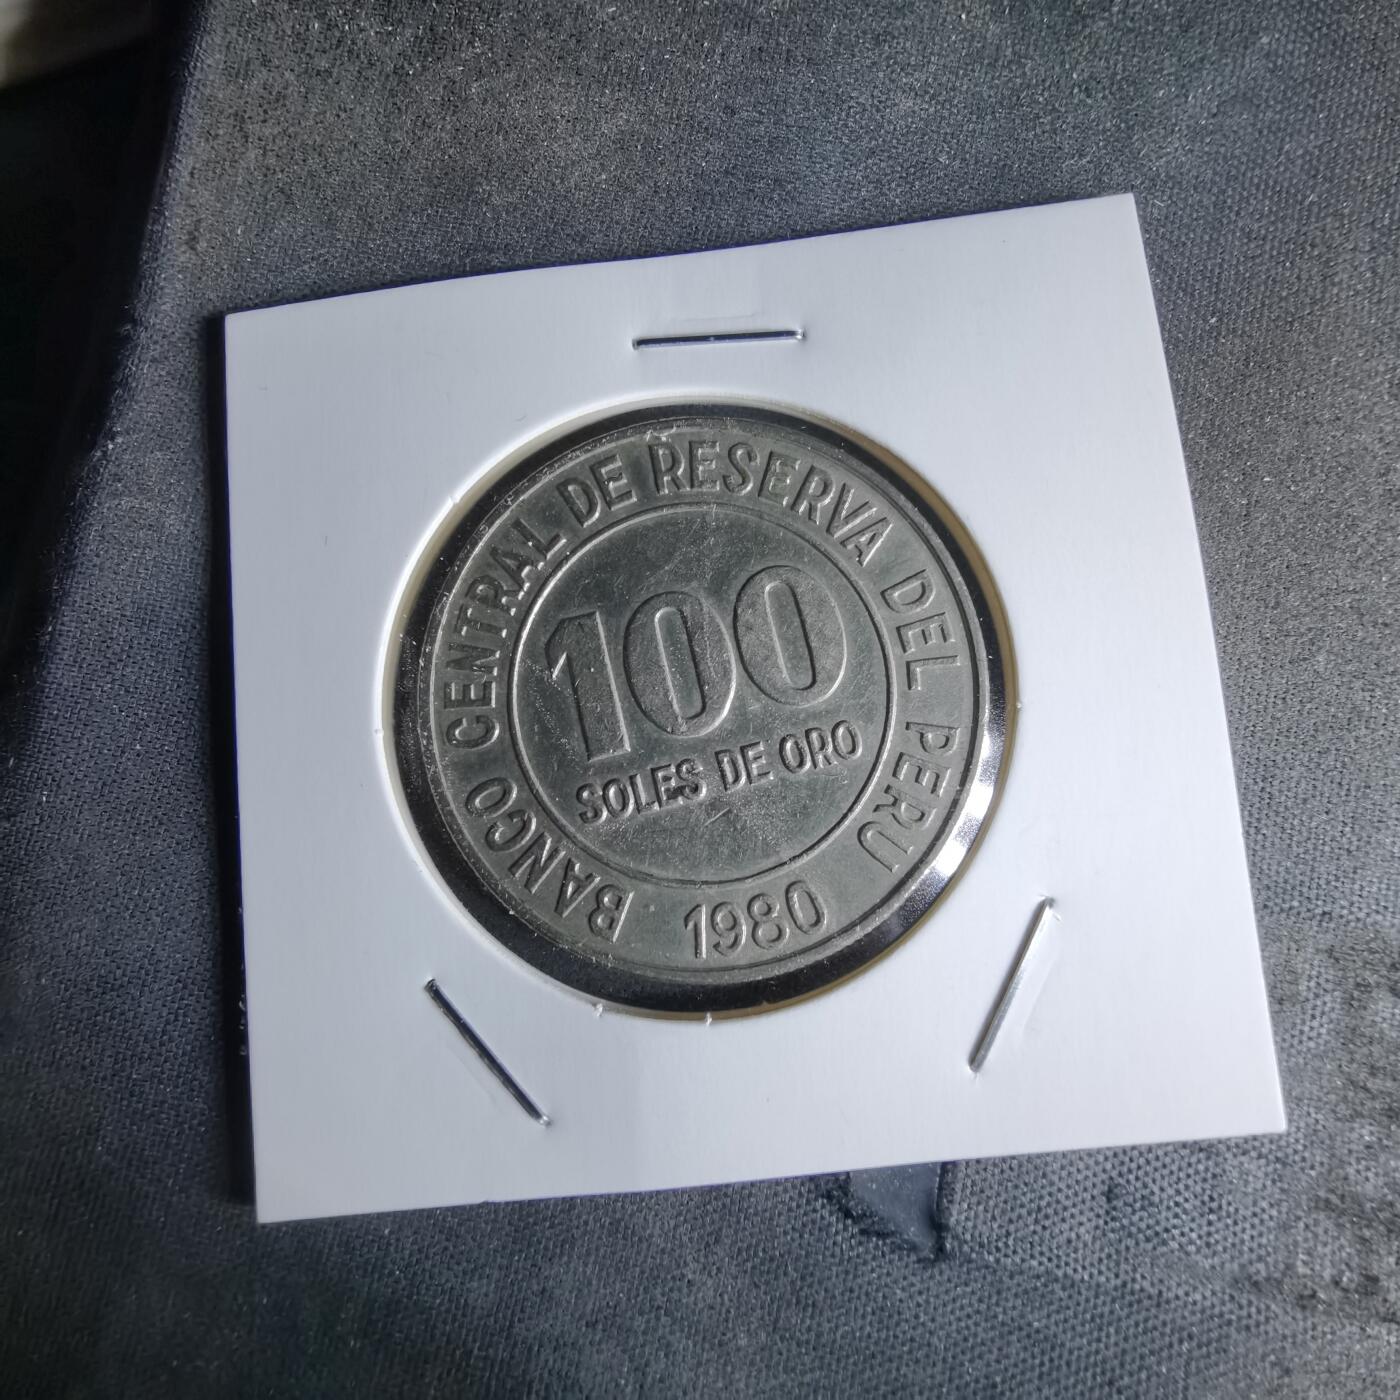 BANCO CENTRAL DE RESERVA DEL PERU
100
SOLES DE ORO
1980